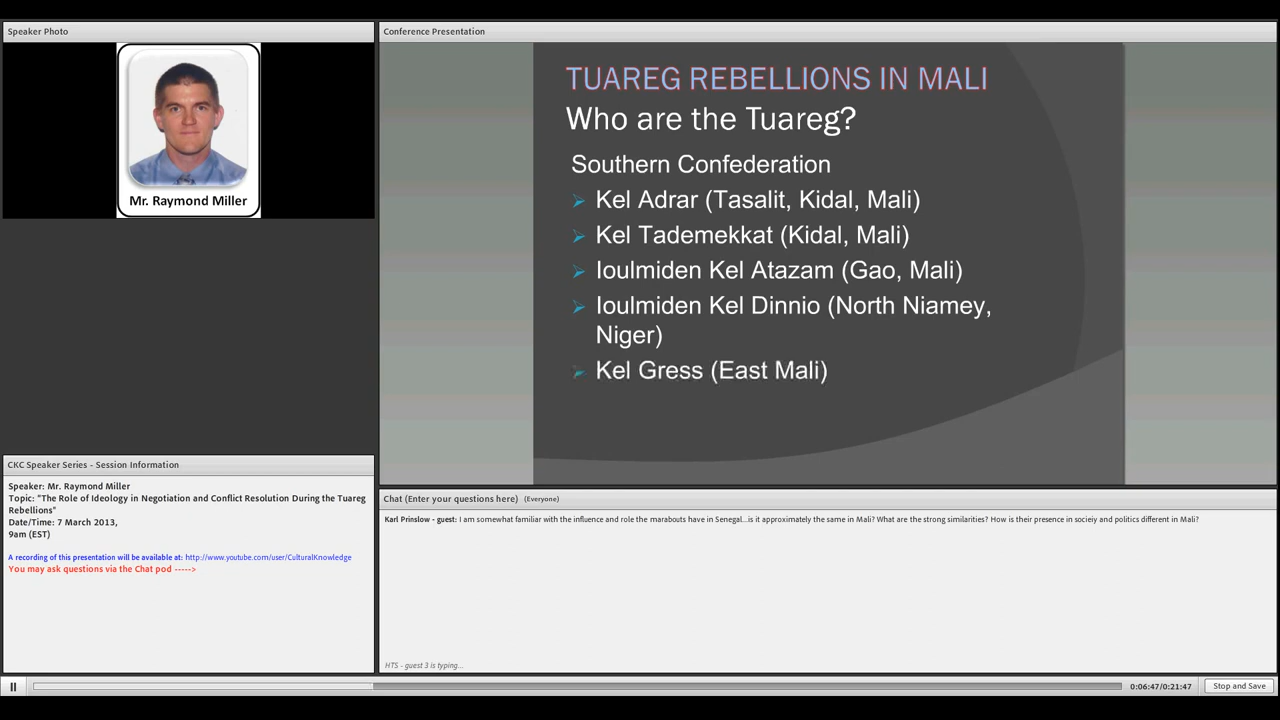 Speaker Photo
Mr. Raymond Miller
Conference Presentation
TUAREG REBELLIONS IN MALI
Who are the Tuareg?
Southern Confederation
Kel Adrar (Tasalit, Kidal, Mali)
Kel Tademekkat (Kidal, Mali)
Ioulmiden Kel Atazam (Gao, Mali)
Ioulmiden Kel Dinnio (North Niamey,
Niger)
Kel Gress (East Mali)
CKC Speaker Series - Session Information
Speaker: Mr. Raymond Miller
Topic: "The Role of Ideology in Negotiation and Conflict Resolution During the Tuareg
Rebellions"
Date/Time: 7 March 2013,
9am (EST)
A recording of this presentation will be available at: http://www.youtube.com/user/CulturalKnowledge
You may ask questions via the Chat pod ----->
Chat (Enter your questions here) (Everyone)
Karl Prinslow - guest: I am somewhat familiar with the influence and role the marabouts have in Senegal...is it approximately the same in Mali? What are the strong similarities? How is their presence in socieiy and politics different in Mali?
HTS - guest 3 is typing...
0:06:47/0:21:47
Stop and Save